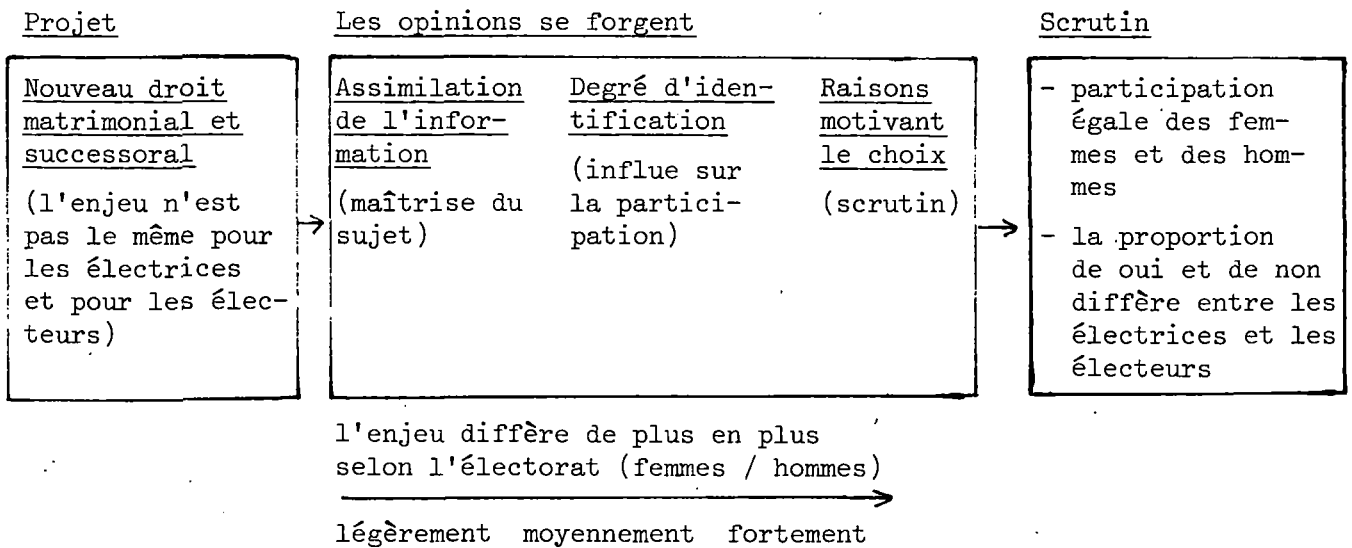 Projet
Les opinions se forgent
Scrutin
Nouveau droit
matrimonial et
successoral
(l'enjeu n'est
pas le même pour
les électrices
et pour les élec-
teurs)
Assimilation
de l'infor-
mation
(maîtrise du
sujet)
Degré d'iden-
tification
(influe sur
la partici-
pation)
Raisons
motivant
le choix
(scrutin)
- participation
égale des fem-
mes et des hom-
mes
- la proportion
de oui et de non
diffère entre les
électrices et les
électeurs
l'enjeu diffère de plus en plus
selon l'électorat (femmes / hommes)
légèrement moyennement fortement